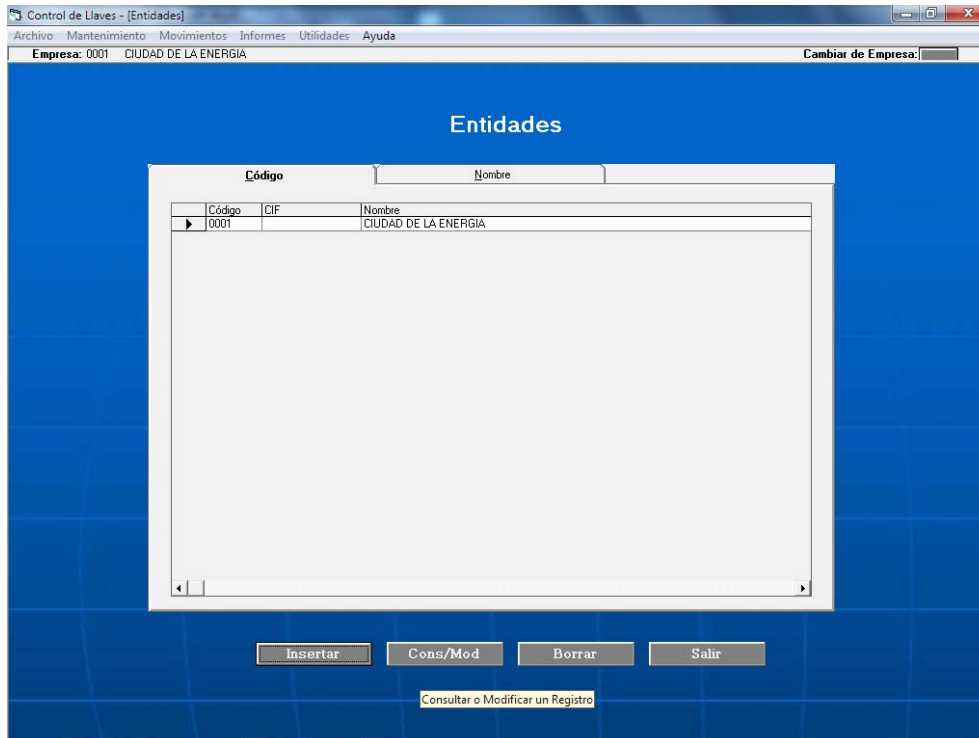 Control de Llaves - [Entidades]
Archivo Mantenimiento Movimientos Informes Utilidades Ayuda
Empresa: 0001 CIUDAD DE LA ENERGIA Cambiar de Empresa:
Entidades
Código Nombre
Código CIF Nombre
0001 CIUDAD DE LA ENERGIA
Insertar Cons/Mod Borrar Salir
Consultar o Modificar un Registro